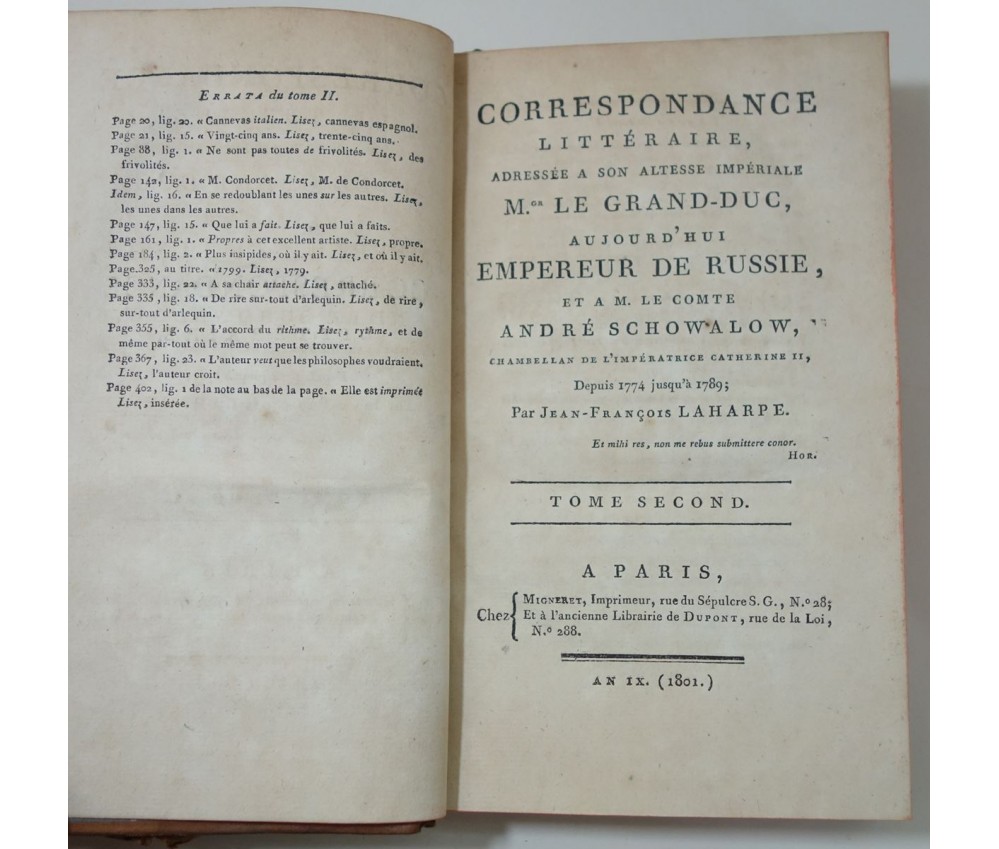 ERRATA du tome II.
Page 20, lig. 20. « Cannevas italien. Lisez, cannevas espagnol.
Page 21, lig. 15. « Vingt-cinq ans. Lisez, trente-cinq ans.
Page 88, lig. 1. « Ne sont pas toutes de frivolités. Lisez, des
frivolités.
Page 142, lig. 1. « M. Condorcet. Lisez, M. de Condorcet.
Idem, lig. 16. « En se redoublant les unes sur les autres. Lisez,
les unes dans les autres.
Page 147, lig. 15. « Que lui a fait. Lisez, que lui a faits.
Page 161, lig. 1. « Propres à cet excellent artiste. Lisez, propre.
Page 184, lig. 2. « Plus insipides, où il y ait. Lisez, et où il y ait.
Page 325, au titre. « 1799. Lisez, 1779.
Page 333, lig. 22. « A sa chair attache. Lisez, attaché.
Page 335, lig. 18. « De rire sur-tout d'arlequin. Lisez, de rire,
sur-tout d'arlequin.
Page 355, lig. 6. « L'accord du rithme. Lisez, rythme, et de
même par-tout où le même mot peut se trouver.
Page 367, lig. 23. « L'auteur veut que les philosophes voudraient.
Lisez, l'auteur croit.
Page 402, lig. 1 de la note au bas de la page. « Elle est imprimée
Lisez, insérée.
CORRESPONDANCE
LITTÉRAIRE,
ADRESSÉE A SON ALTESSE IMPÉRIALE
M.GR LE GRAND-DUC,
AUJOURD'HUI
EMPEREUR DE RUSSIE,
ET A M. LE COMTE
ANDRÉ SCHOWALOW,
CHAMBELLAN DE L'IMPÉRATRICE CATHERINE II,
Depuis 1774 jusqu'à 1789;
Par JEAN-FRANÇOIS LAHARPE.
Et mihi res, non me rebus submittere conor.
HOR.
TOME SECOND.
A PARIS,
Chez { MIGNERET, Imprimeur, rue du Sépulcre S. G., N.º 28;
Et à l'ancienne Librairie de DUPONT, rue de la Loi,
N.º 288.
AN IX. (1801.)